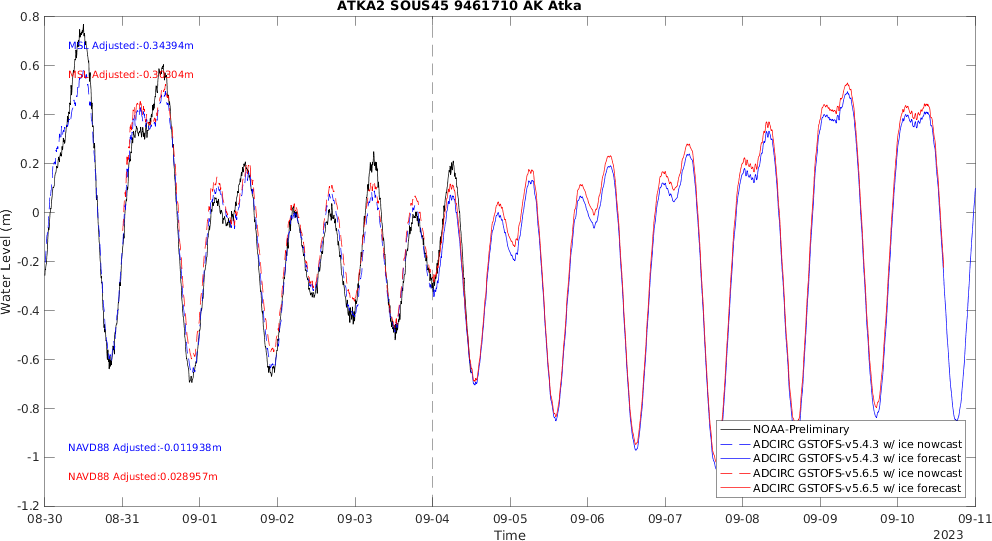 ATKA2 SOUS45 9461710 AK Atka
0.8
0.6
0.4
0.2
0
-0.2
-0.4
-0.6
-0.8
-1
-1.2
Water Level (m)
MSL Adjusted:-0.34394m
MSL
NAVD88 Adjusted:-0.011938m
NAVD88 Adjusted:0.028957m
NOAA-Preliminary
ADCIRC GSTOFS-v5.4.3 w/ ice nowcast
ADCIRC GSTOFS-v5.4.3 w/ ice forecast
ADCIRC GSTOFS-v5.6.5 w/ ice nowcast
ADCIRC GSTOFS-v5.6.5 w/ ice forecast
08-30 08-31 09-01 09-02 09-03 09-04 09-05 09-06 09-07 09-08 09-09 09-10 09-11
Time
2023